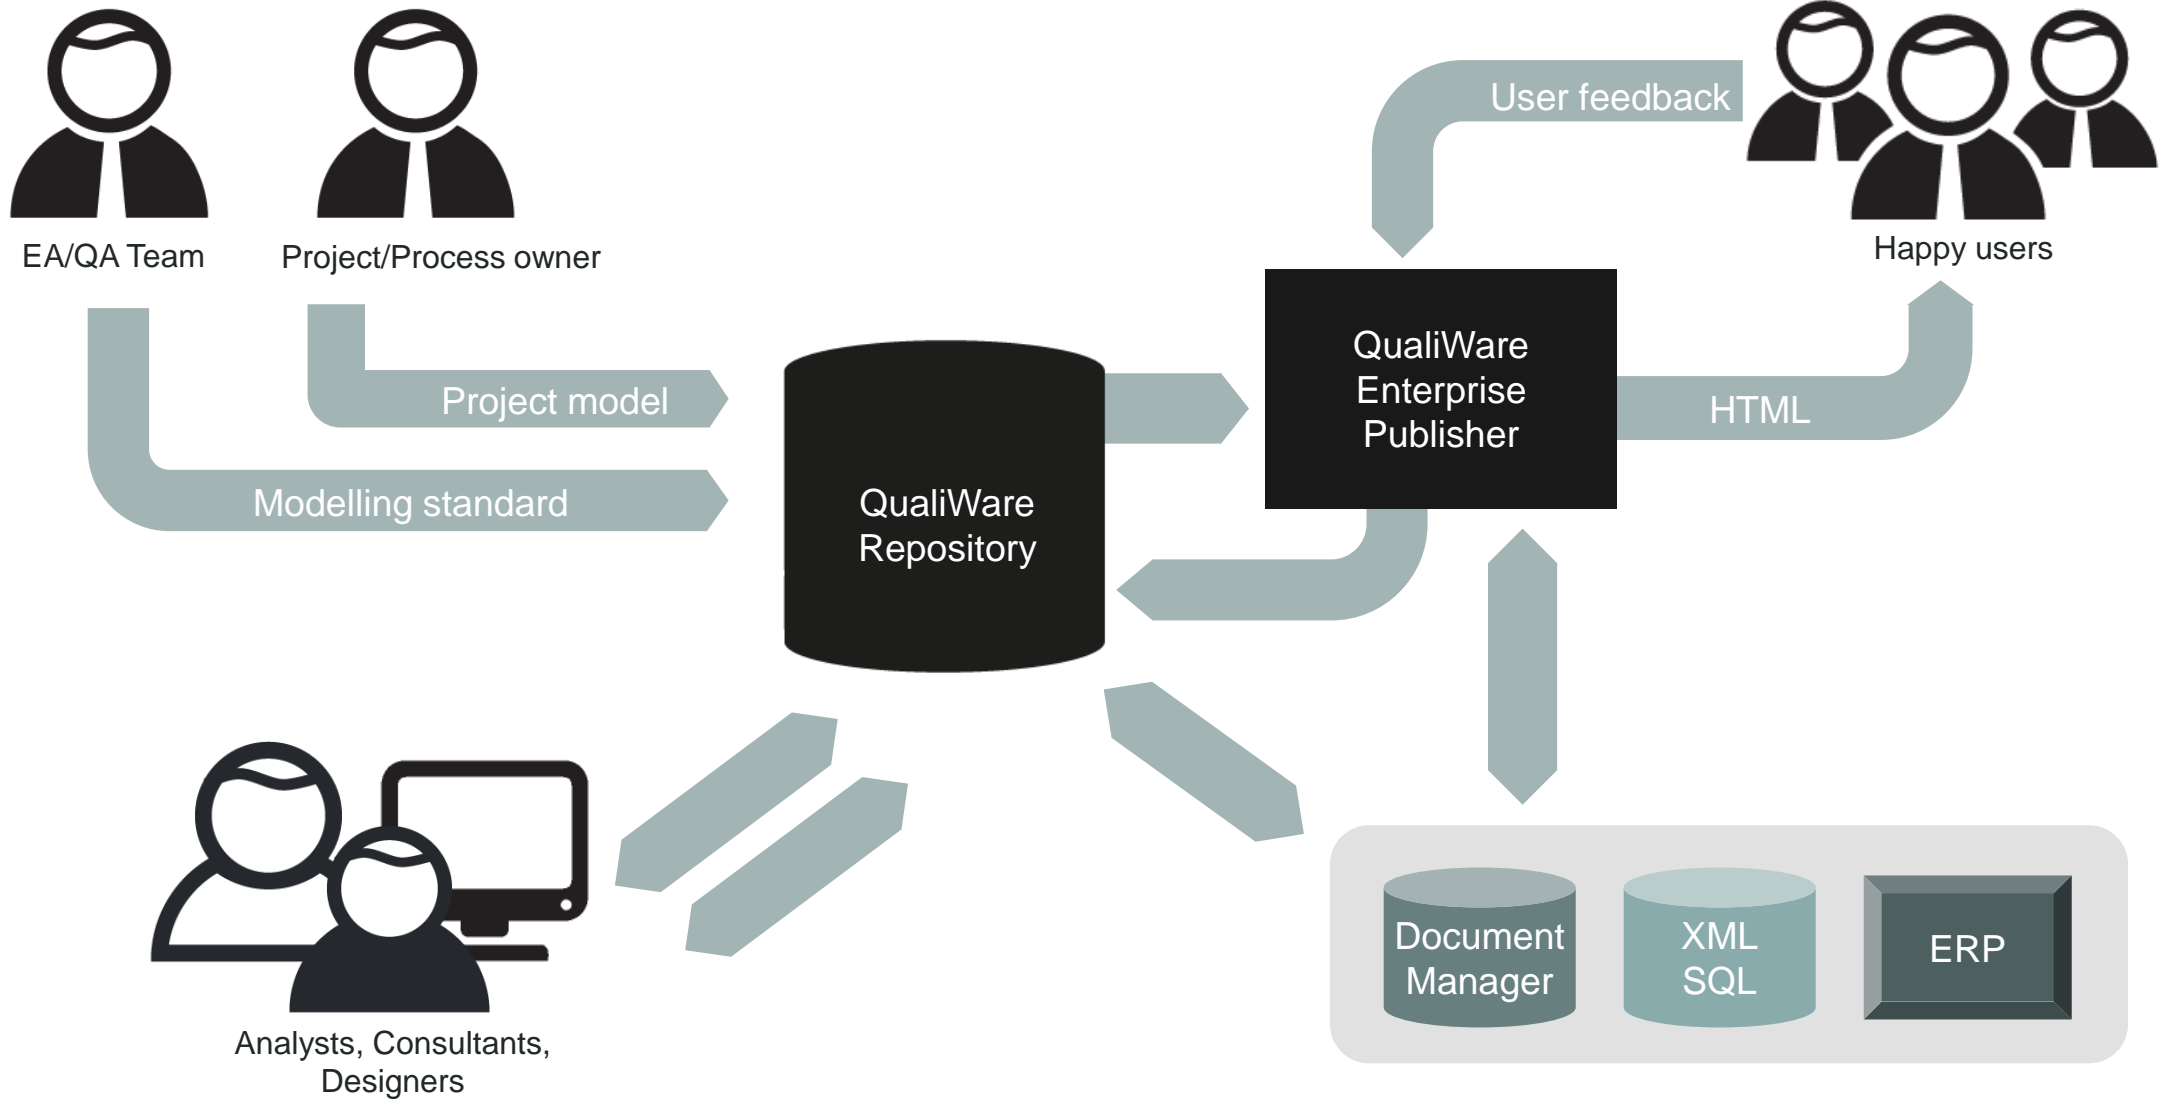 EA/QA Team
Project/Process owner
User feedback
Happy users
Project model
Modelling standard
QualiWare
Repository
QualiWare
Enterprise
Publisher
HTML
Analysts, Consultants,
Designers
Document
Manager
XML
SQL
ERP